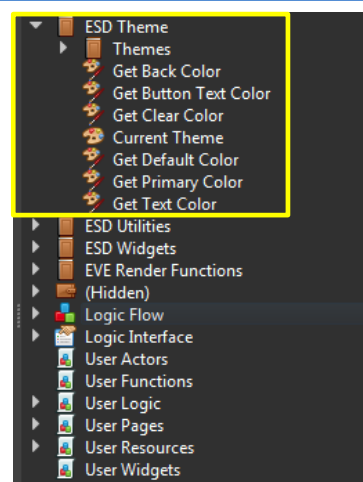 ESD Theme
Themes
Get Back Color
Get Button Text Color
Get Clear Color
Current Theme
Get Default Color
Get Primary Color
Get Text Color
ESD Utilities
ESD Widgets
EVE Render Functions
(Hidden)
Logic Flow
Logic Interface
User Actors
User Functions
User Logic
User Pages
User Resources
User Widgets